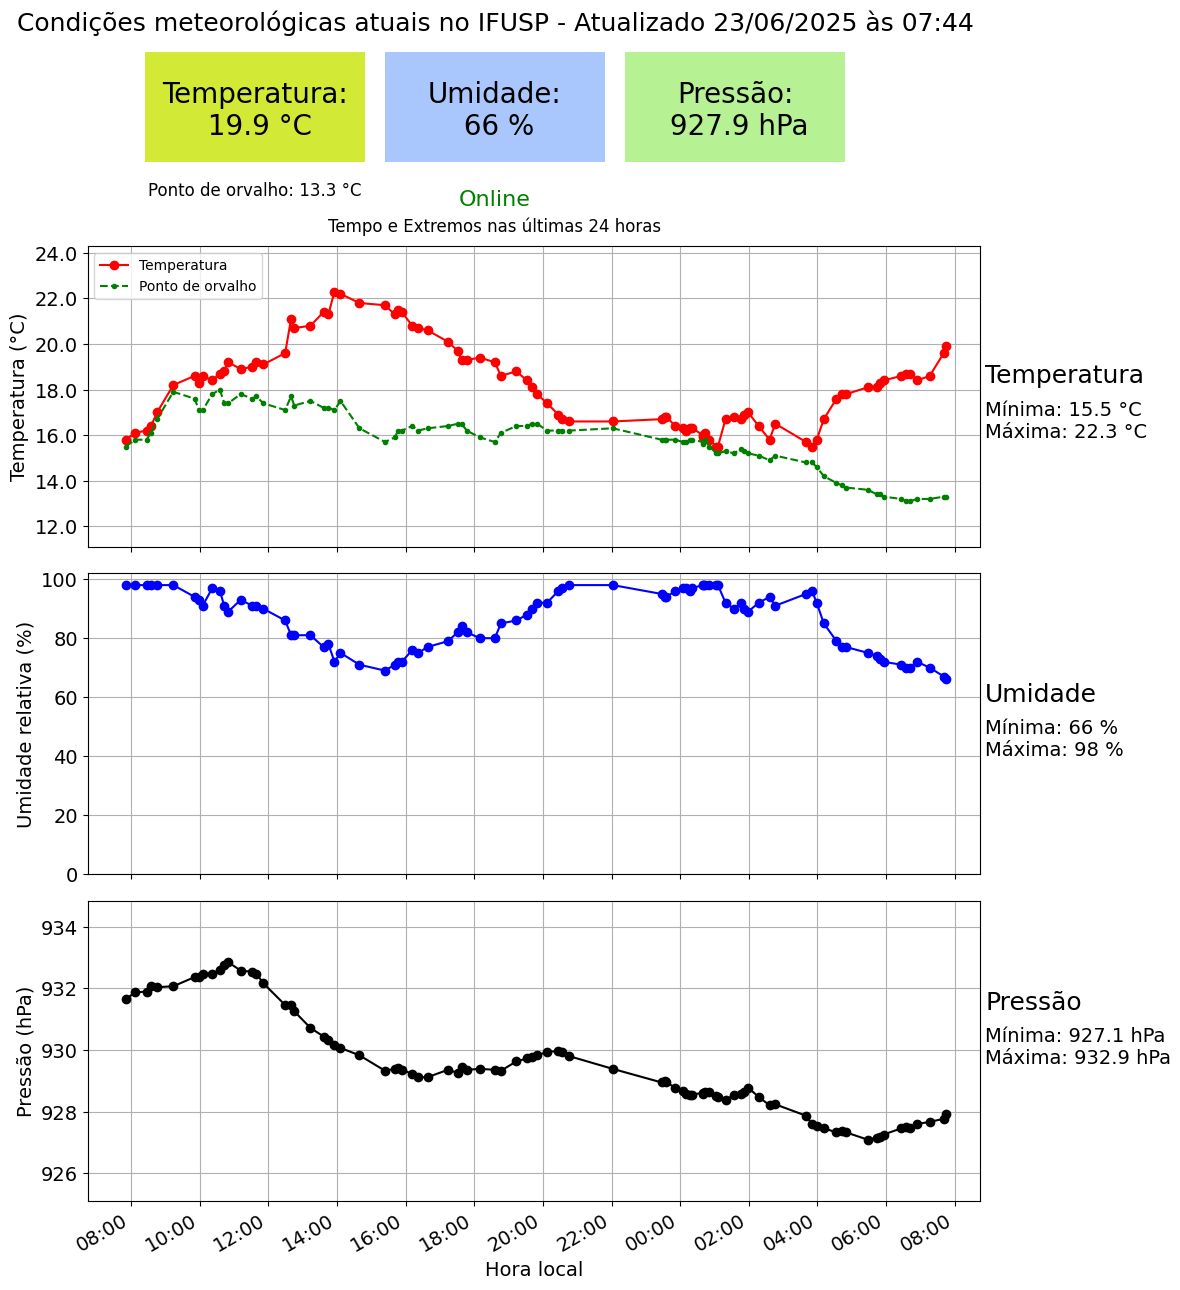 Condições meteorológicas atuais no IFUSP - Atualizado 23/06/2025 às 07:44
Temperatura:
19.9 °C
Umidade:
66 %
Pressão:
927.9 hPa
Ponto de orvalho: 13.3 °C
Online
Tempo e Extremos nas últimas 24 horas
Temperatura
Ponto de orvalho
Temperatura (°C)
24.0
22.0
20.0
18.0
16.0
14.0
12.0
Temperatura
Mínima: 15.5 °C
Máxima: 22.3 °C
Umidade relativa (%)
100
80
60
40
20
0
Umidade
Mínima: 66 %
Máxima: 98 %
Pressão (hPa)
934
932
930
928
926
Pressão
Mínima: 927.1 hPa
Máxima: 932.9 hPa
08:00 10:00 12:00 14:00 16:00 18:00 20:00 22:00 00:00 02:00 04:00 06:00 08:00
Hora local